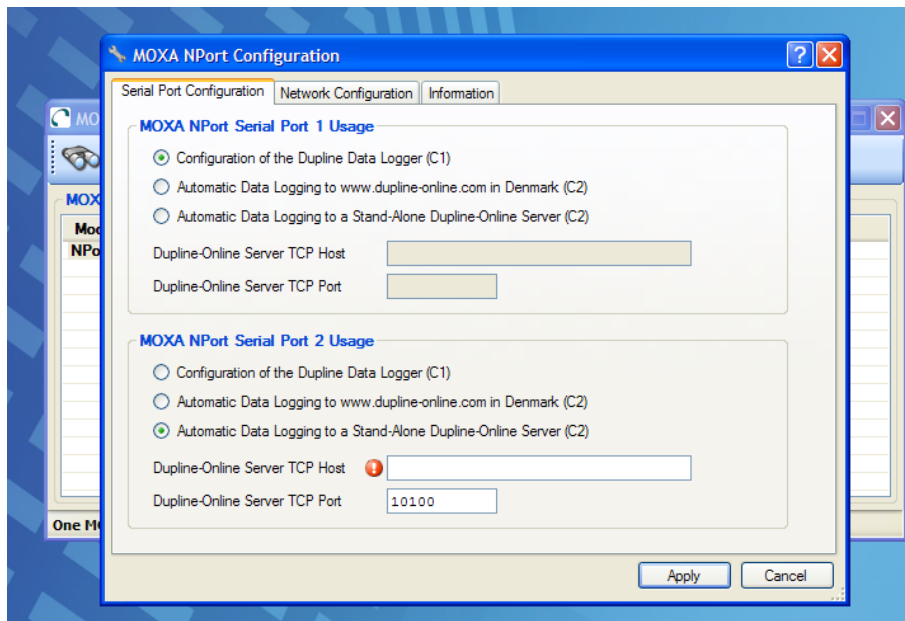 MOXA NPort Configuration
Serial Port Configuration Network Configuration Information
MOXA NPort Serial Port 1 Usage
Configuration of the Dupline Data Logger (C1)
Automatic Data Logging to www.dupline-online.com in Denmark (C2)
Automatic Data Logging to a Stand-Alone Dupline-Online Server (C2)
Dupline-Online Server TCP Host
Dupline-Online Server TCP Port
MOXA NPort Serial Port 2 Usage
Configuration of the Dupline Data Logger (C1)
Automatic Data Logging to www.dupline-online.com in Denmark (C2)
Automatic Data Logging to a Stand-Alone Dupline-Online Server (C2)
Dupline-Online Server TCP Host
Dupline-Online Server TCP Port 10100
Apply Cancel
MO
MOX
Mod
NPo
One M